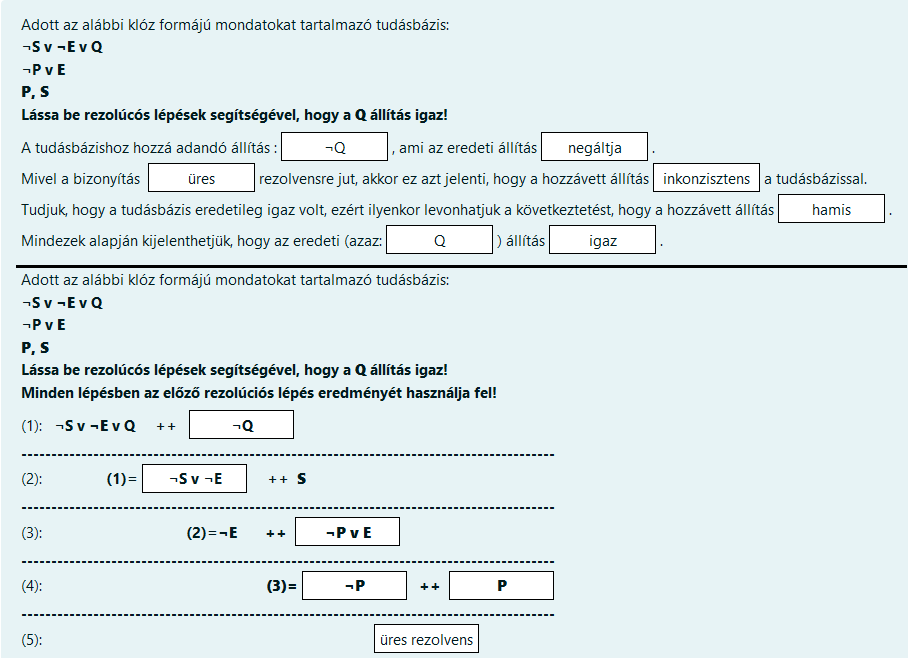 Adott az alábbi klóz formájú mondatokat tartalmazó tudásbázis:
¬S v ¬E v Q
¬P v E
P, S
Lássa be rezolúcós lépések segítségével, hogy a Q állítás igaz!
A tudásbázishoz hozzá adandó állítás : ¬Q , ami az eredeti állítás negáltja .
Mivel a bizonyítás üres rezolvensre jut, akkor ez azt jelenti, hogy a hozzávett állítás inkonzisztens a tudásbázissal.
Tudjuk, hogy a tudásbázis eredetileg igaz volt, ezért ilyenkor levonhatjuk a következtetést, hogy a hozzávett állítás hamis .
Mindezek alapján kijelenthetjük, hogy az eredeti (azaz: Q ) állítás igaz .
Adott az alábbi klóz formájú mondatokat tartalmazó tudásbázis:
¬S v ¬E v Q
¬P v E
P, S
Lássa be rezolúcós lépések segítségével, hogy a Q állítás igaz!
Minden lépésben az előző rezolúciós lépés eredményét használja fel!
(1): ¬S v ¬E v Q ++ ¬Q
(2): (1)= ¬S v ¬E ++ S
(3): (2)=¬E ++ ¬P v E
(4): (3)= ¬P ++ P
(5): üres rezolvens